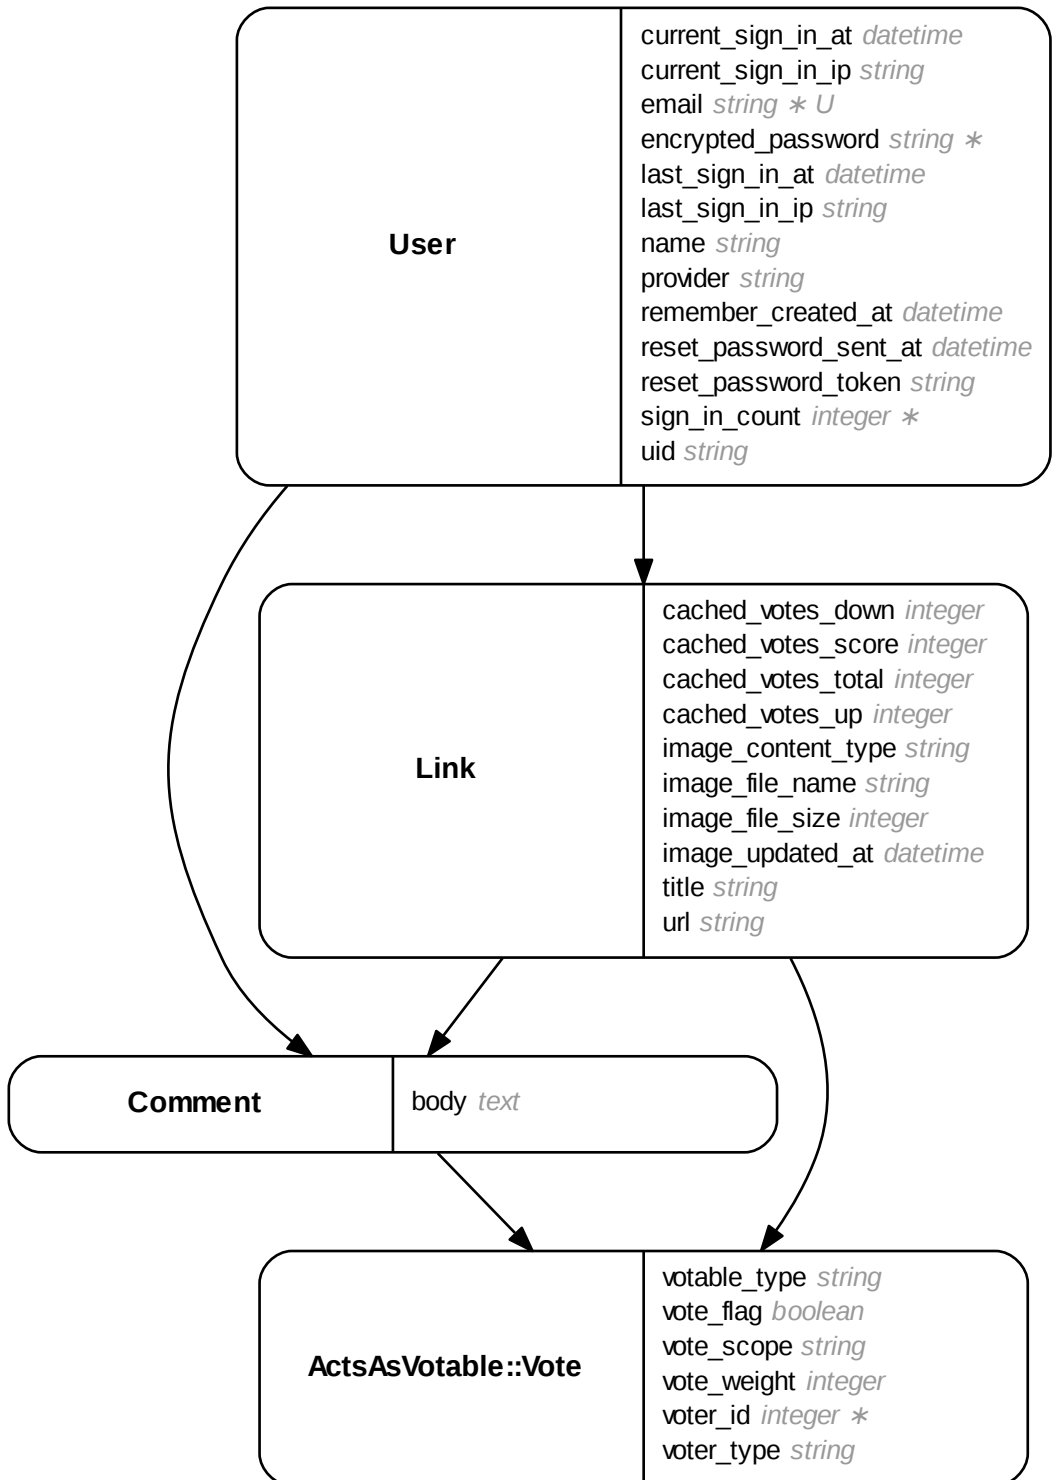 User
current_sign_in_at datetime
current_sign_in_ip string
email string ∗ U
encrypted_password string ∗
last_sign_in_at datetime
last_sign_in_ip string
name string
provider string
remember_created_at datetime
reset_password_sent_at datetime
reset_password_token string
sign_in_count integer ∗
uid string
Link
cached_votes_down integer
cached_votes_score integer
cached_votes_total integer
cached_votes_up integer
image_content_type string
image_file_name string
image_file_size integer
image_updated_at datetime
title string
url string
Comment
body text
ActsAsVotable::Vote
votable_type string
vote_flag boolean
vote_scope string
vote_weight integer
voter_id integer ∗
voter_type string